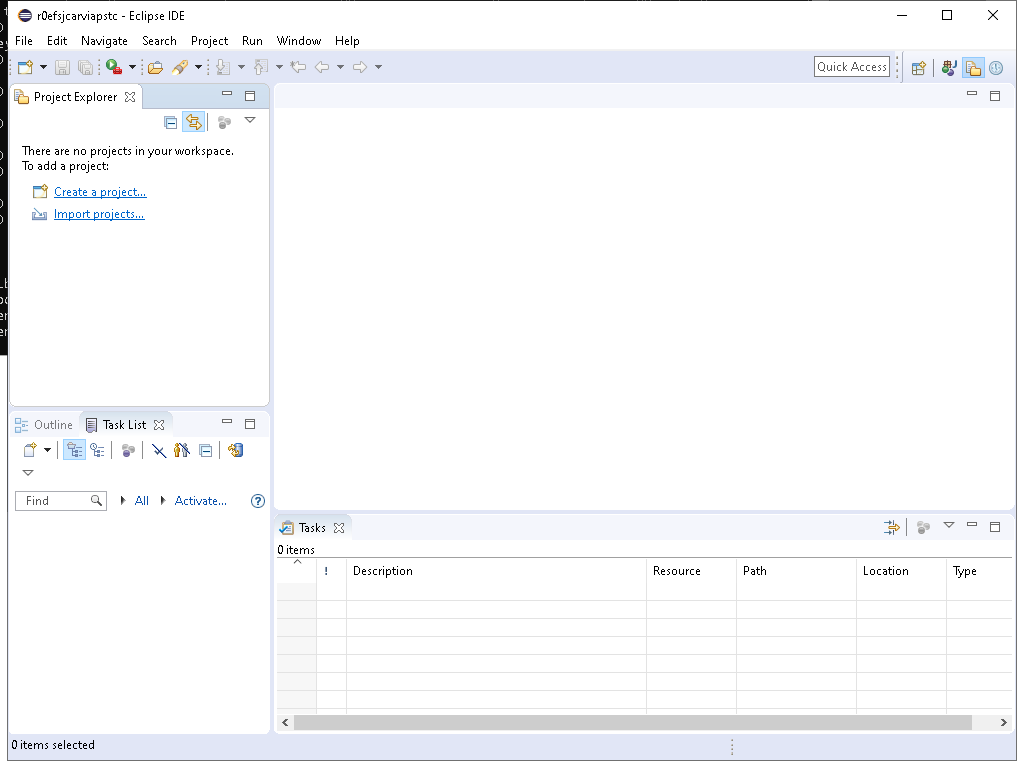 r0efsjcarviapstc - Eclipse IDE
File Edit Navigate Search Project Run Window Help
Quick Access
Project Explorer
There are no projects in your workspace.
To add a project:
Create a project...
Import projects...
Outline Task List
Find All Activate...
Tasks
0 items
! Description Resource Path Location Type
0 items selected